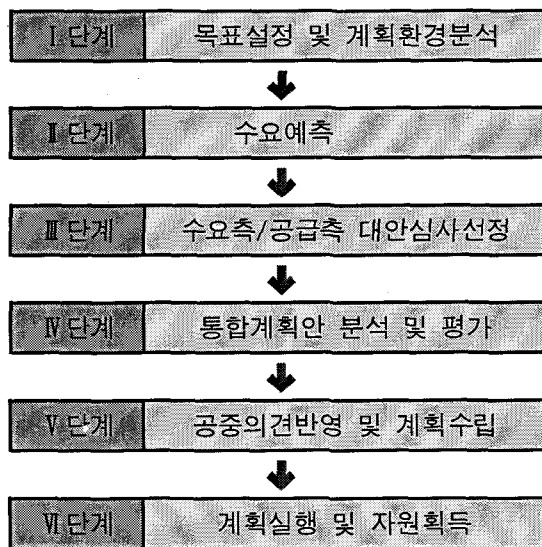 Ⅰ단계 목표설정 및 계획환경분석
Ⅱ단계 수요예측
Ⅲ단계 수요측/공급측 대안심사선정
Ⅳ단계 통합계획안 분석 및 평가
Ⅴ단계 공중의견반영 및 계획수립
Ⅵ단계 계획실행 및 자원획득